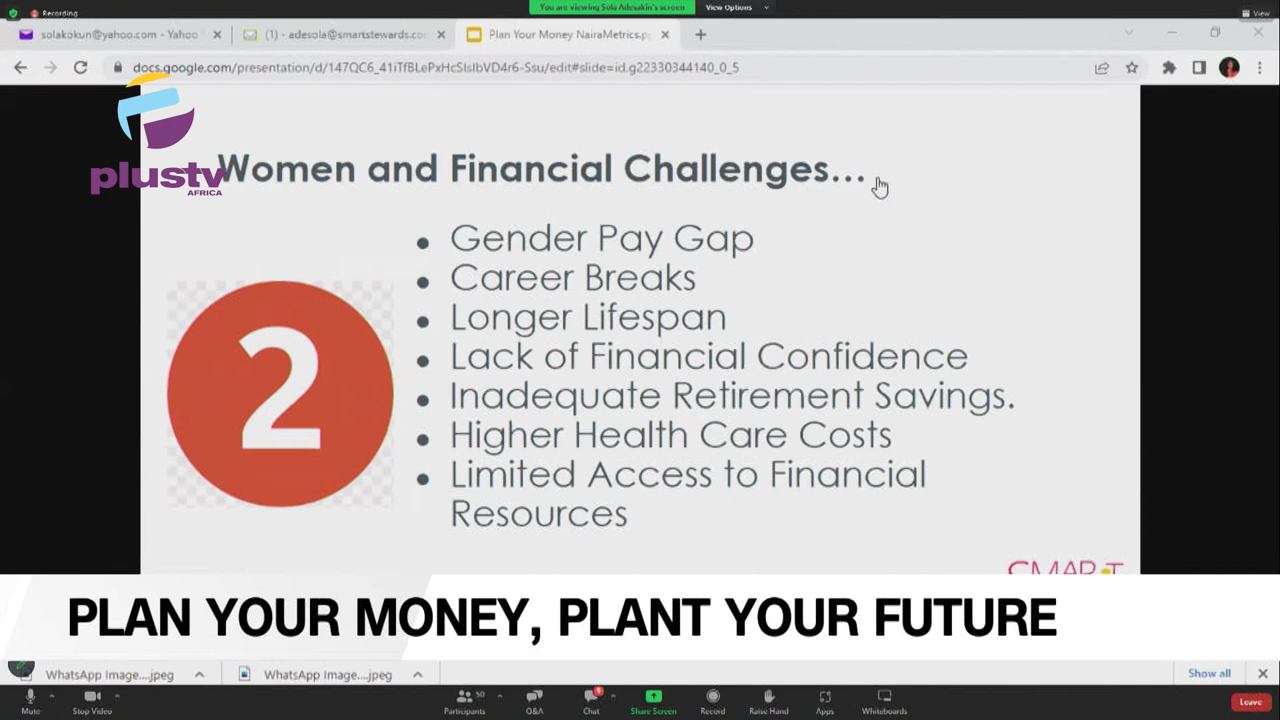 Recording
You are viewing Sola Adesakin's screen
View Options
View
solakokun@yahoo.com - Yahoo
(1) - adesola@smartstewards.co
Plan Your Money NairaMetrics.p
docs.google.com/presentation/d/147QC6_41iTfBLePxHcSIsIbVD4r6-Ssu/edit#slide=id.g22330344140_0_5
plustv
AFRICA
Women and Financial Challenges...
Gender Pay Gap
Career Breaks
Longer Lifespan
Lack of Financial Confidence
Inadequate Retirement Savings.
Higher Health Care Costs
Limited Access to Financial
Resources
2
SMART
PLAN YOUR MONEY, PLANT YOUR FUTURE
WhatsApp Image....jpeg
WhatsApp Image....jpeg
Show all
50
9
Mute
Stop Video
Participants
Q&A
Chat
Share Screen
Record
Raise Hand
Apps
Whiteboards
Leave